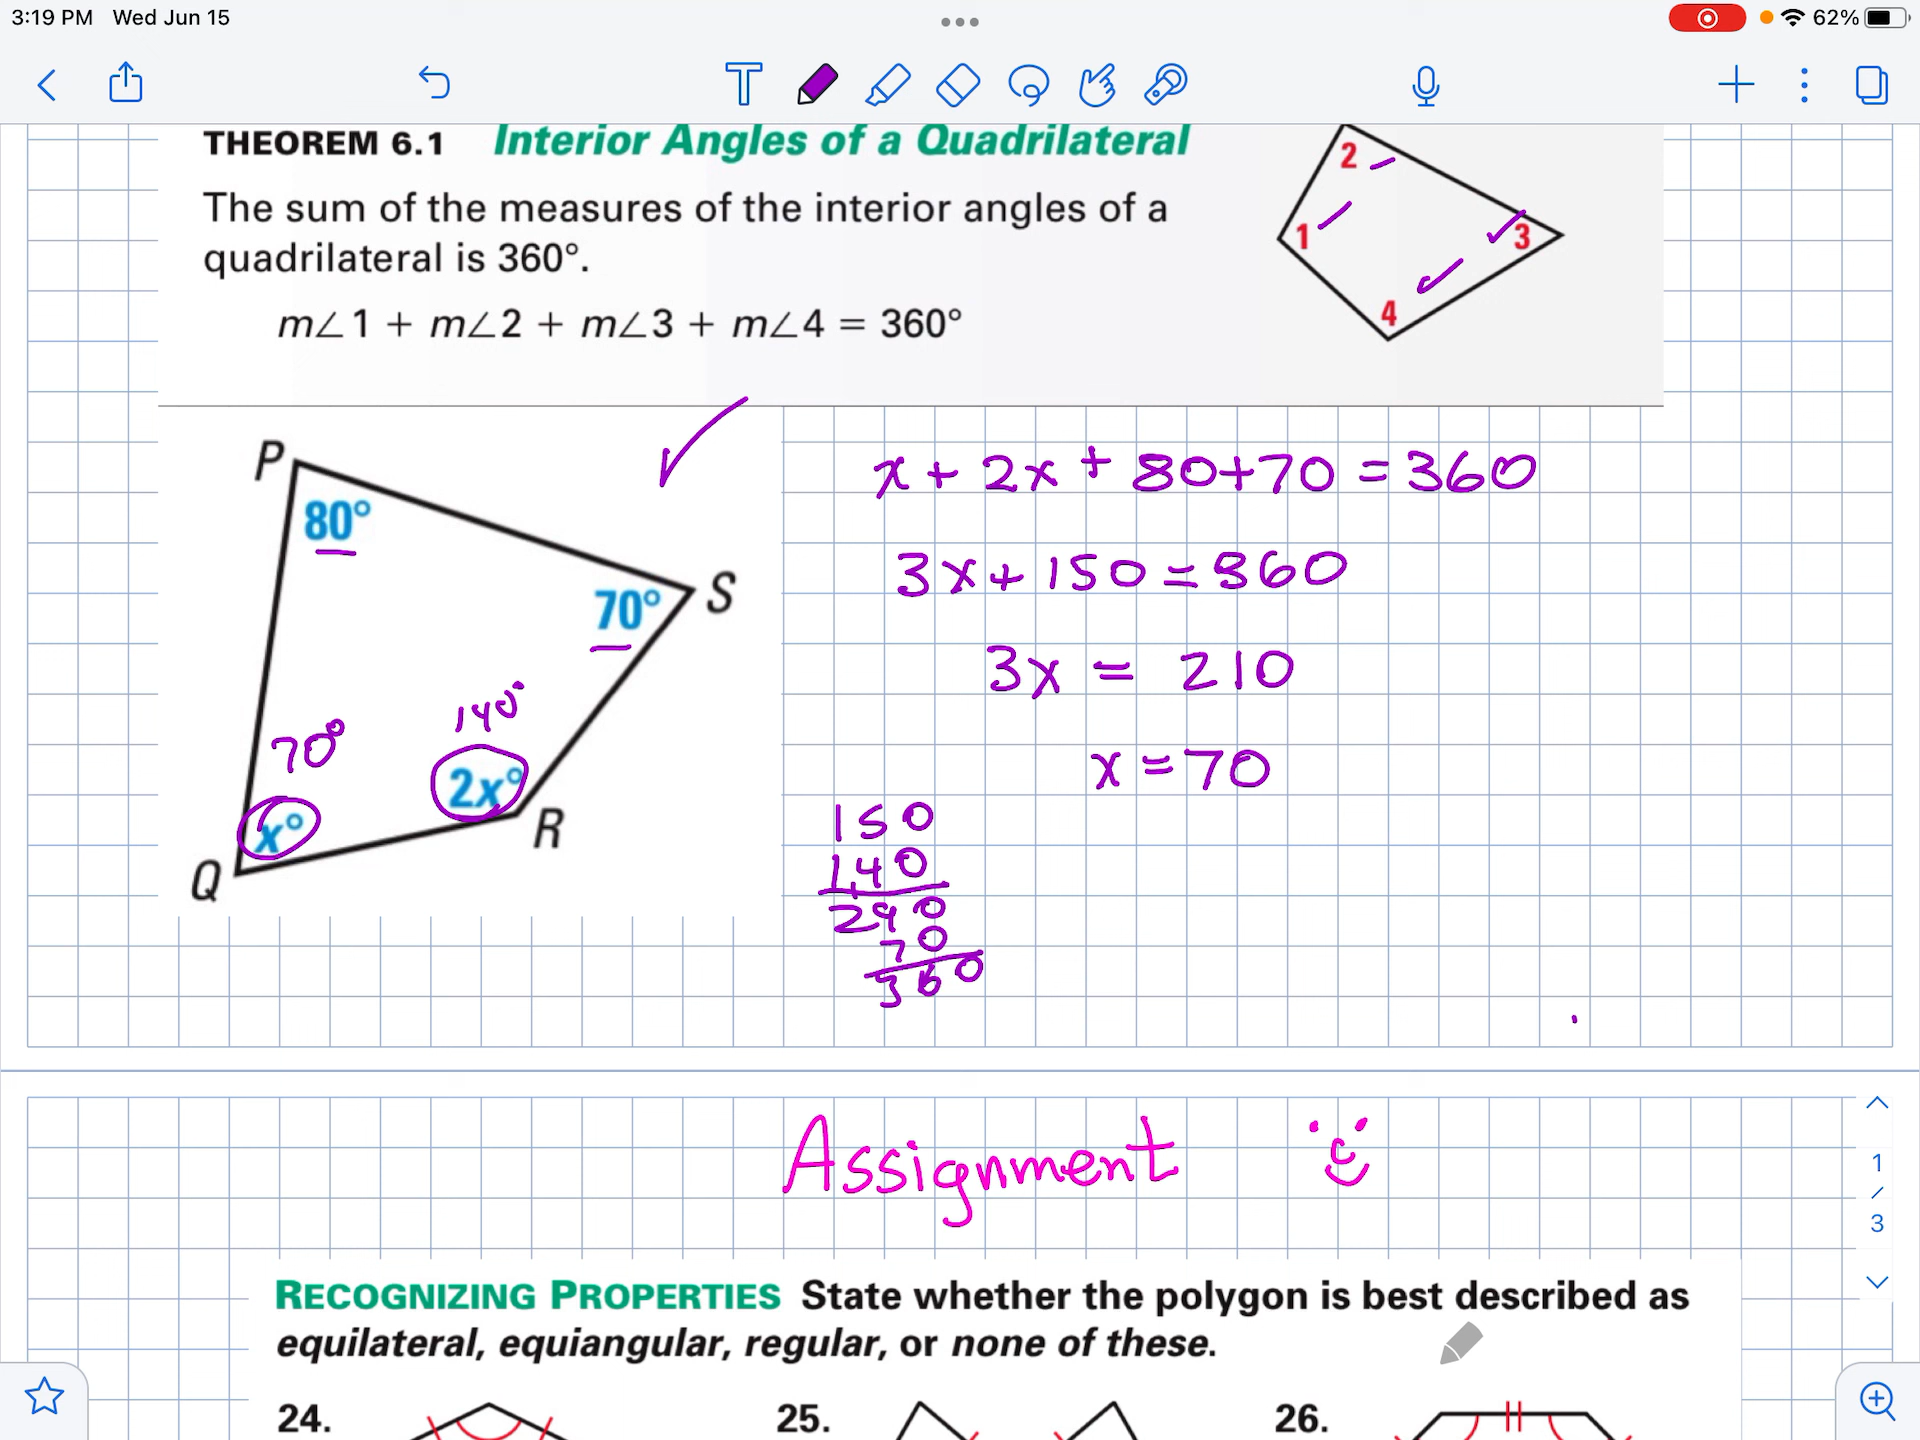 3:19 PM Wed Jun 15
62%
THEOREM 6.1 Interior Angles of a Quadrilateral
The sum of the measures of the interior angles of a
quadrilateral is 360°.
m∠1 + m∠2 + m∠3 + m∠4 = 360°
2
1
3
4
P
80°
S
70°
140°
70°
2x°
x°
R
Q
x + 2x + 80+70 = 360
3x + 150 = 360
3x = 210
x = 70
150
140
290
70
360
Assignment
1
/
3
RECOGNIZING PROPERTIES State whether the polygon is best described as
equilateral, equiangular, regular, or none of these.
24. 25. 26.